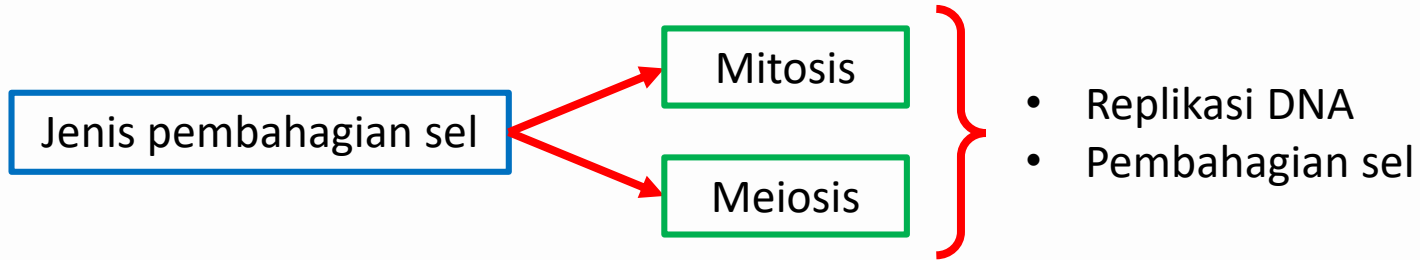 Jenis pembahagian sel
Mitosis
Meiosis
• Replikasi DNA
• Pembahagian sel